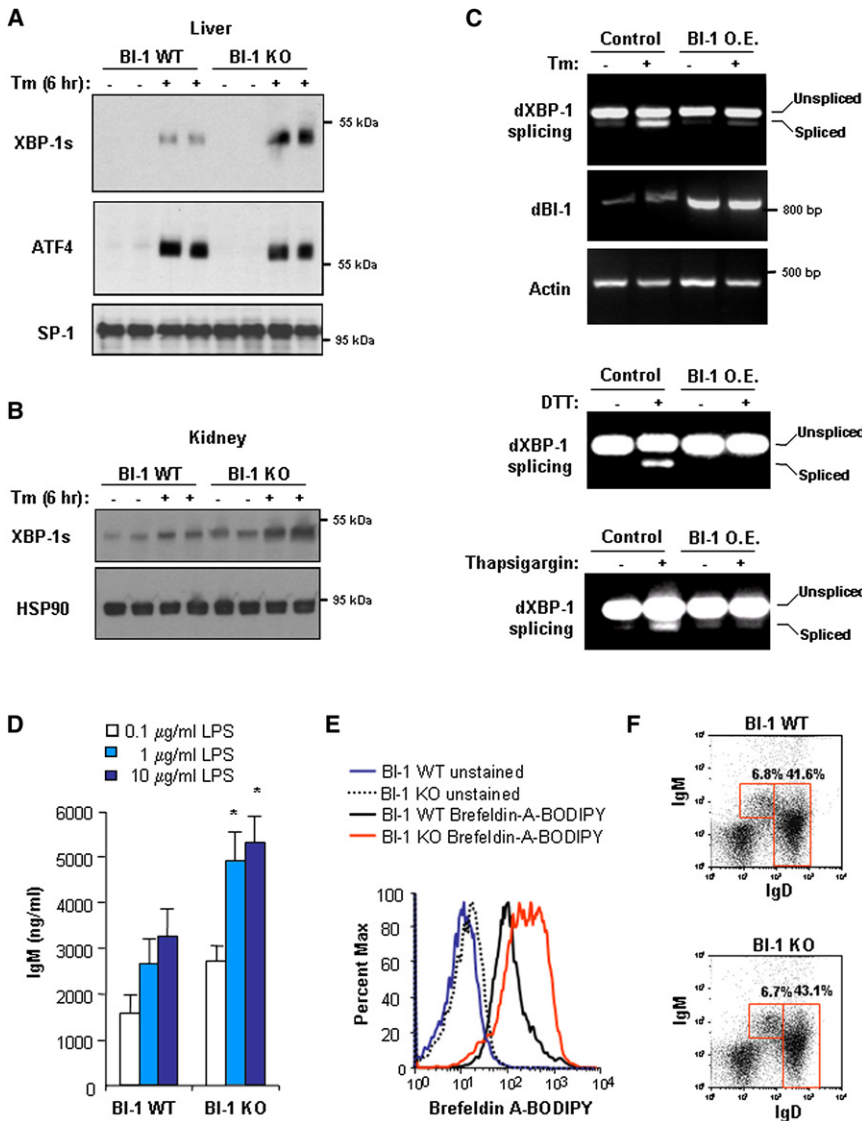 A
Liver
BI-1 WT BI-1 KO
Tm (6 hr): - - + + - - + +
XBP-1s
55 kDa
ATF4
55 kDa
SP-1
95 kDa
B
Kidney
BI-1 WT BI-1 KO
Tm (6 hr): - - + + - - + +
XBP-1s
55 kDa
HSP90
95 kDa
C
Control BI-1 O.E.
Tm: - + - +
dXBP-1 splicing
Unspliced
Spliced
dBI-1
800 bp
Actin
500 bp
Control BI-1 O.E.
DTT: - + - +
dXBP-1 splicing
Unspliced
Spliced
Control BI-1 O.E.
Thapsigargin: - + - +
dXBP-1 splicing
Unspliced
Spliced
D
0.1 µg/ml LPS
1 µg/ml LPS
10 µg/ml LPS
IgM (ng/ml)
6000
5000
4000
3000
2000
1000
0
* *
BI-1 WT BI-1 KO
E
BI-1 WT unstained
BI-1 KO unstained
BI-1 WT Brefeldin-A-BODIPY
BI-1 KO Brefeldin-A-BODIPY
Percent Max
100
80
60
40
20
0
10⁰ 10¹ 10² 10³ 10⁴
Brefeldin A-BODIPY
F
BI-1 WT
6.8% 41.6%
IgM
IgD
BI-1 KO
6.7% 43.1%
IgM
IgD